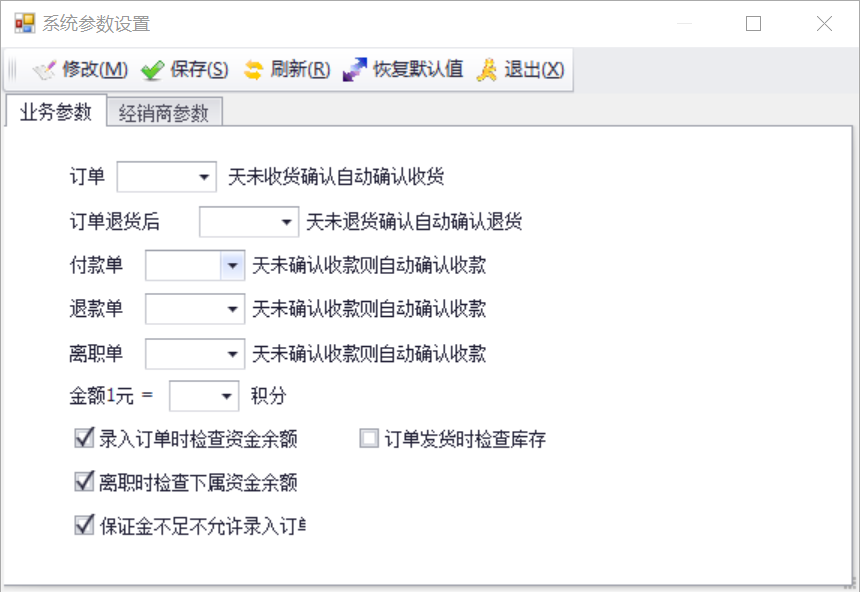 系统参数设置
修改(M) 保存(S) 刷新(R) 恢复默认值 退出(X)
业务参数 经销商参数
订单 天未收货确认自动确认收货
订单退货后 天未退货确认自动确认退货
付款单 天未确认收款则自动确认收款
退款单 天未确认收款则自动确认收款
离职单 天未确认收款则自动确认收款
金额1元 = 积分
录入订单时检查资金余额 订单发货时检查库存
离职时检查下属资金余额
保证金不足不允许录入订单